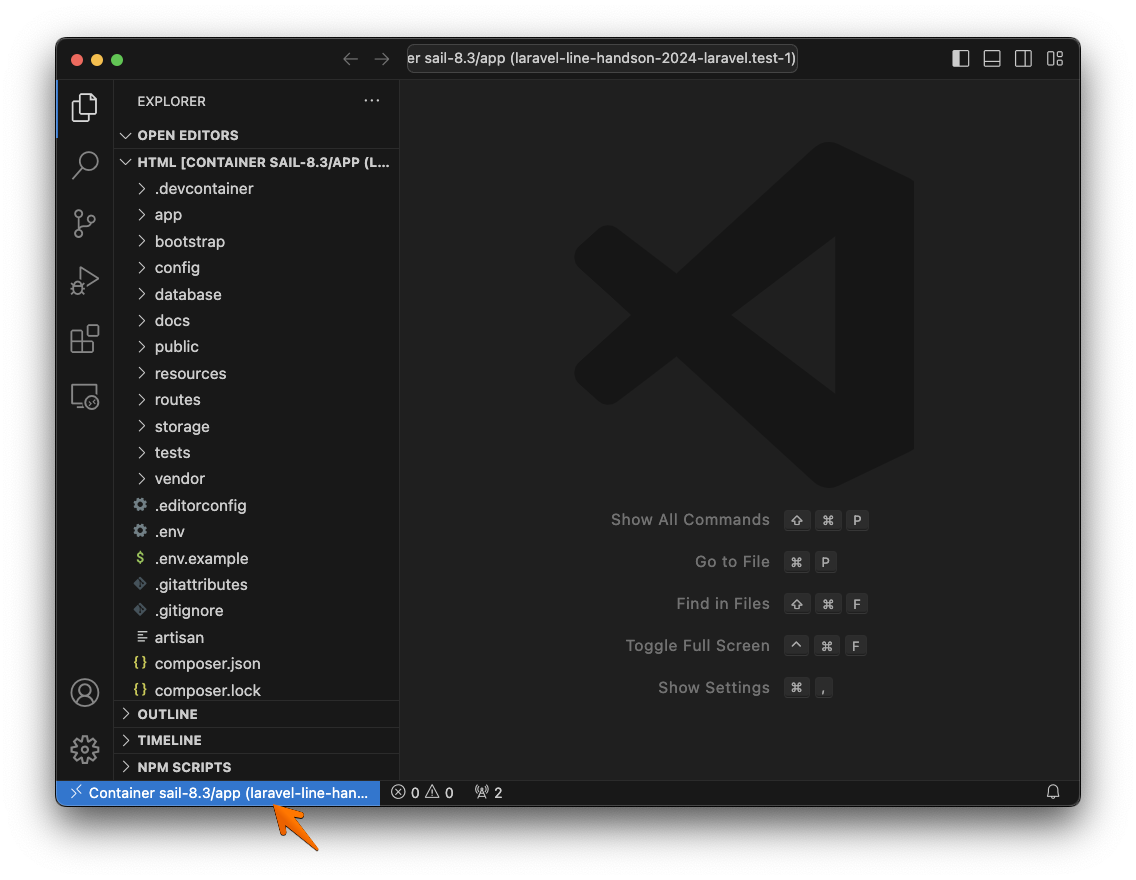 er sail-8.3/app (laravel-line-handson-2024-laravel.test-1)
EXPLORER
OPEN EDITORS
HTML [CONTAINER SAIL-8.3/APP (L...
.devcontainer
app
bootstrap
config
database
docs
public
resources
routes
storage
tests
vendor
.editorconfig
.env
$ .env.example
.gitattributes
.gitignore
artisan
{} composer.json
{} composer.lock
OUTLINE
TIMELINE
NPM SCRIPTS
Show All Commands ⇧ ⌘ P
Go to File ⌘ P
Find in Files ⇧ ⌘ F
Toggle Full Screen ^ ⌘ F
Show Settings ⌘ ,
Container sail-8.3/app (laravel-line-han... 0 0 2